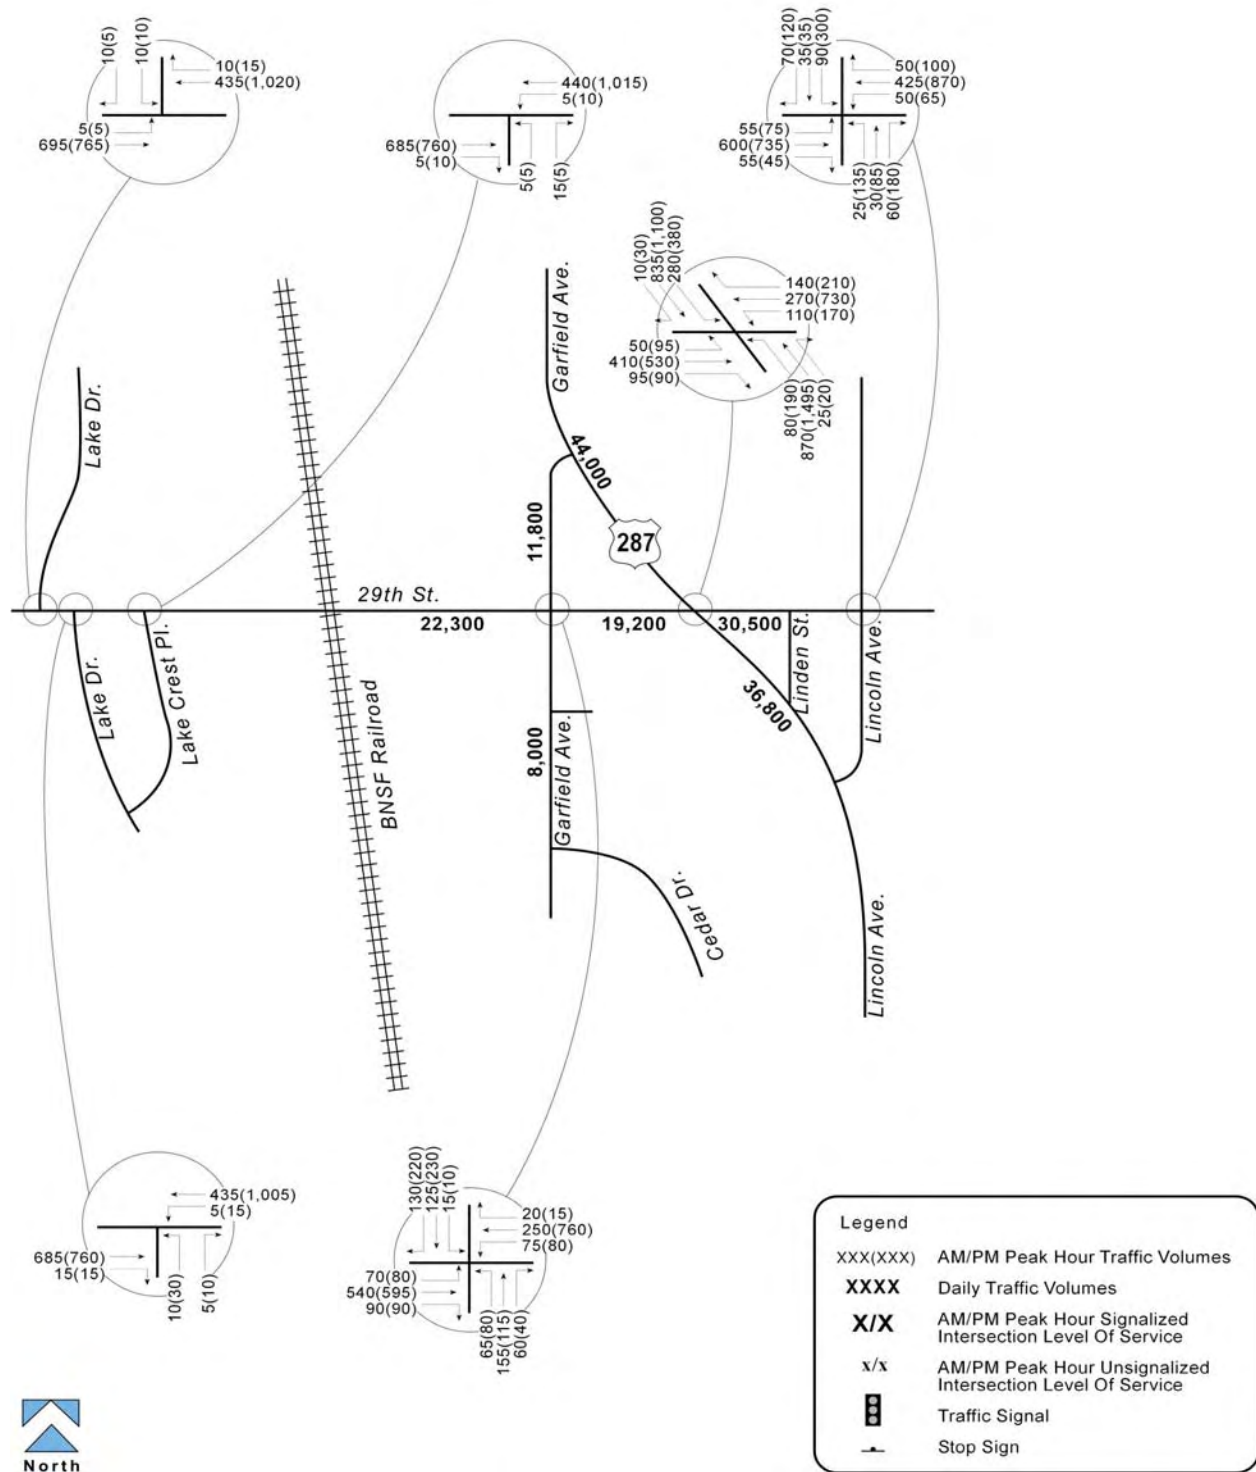 10(5)
10(10)
10(15)
435(1,020)
5(5)
695(765)
440(1,015)
5(10)
685(760)
5(10)
5(5)
15(5)
70(120)
35(35)
90(300)
50(100)
425(870)
50(65)
55(75)
600(735)
55(45)
25(135)
30(85)
60(180)
10(30)
835(1,100)
280(380)
140(210)
270(730)
110(170)
50(95)
410(530)
95(90)
80(190)
870(1,495)
25(20)
Garfield Ave.
Lake Dr.
44,000
11,800
287
29th St.
22,300
19,200
30,500
Linden St.
Lincoln Ave.
Lake Dr.
Lake Crest Pl.
BNSF Railroad
36,800
8,000
Garfield Ave.
Cedar Dr.
Lincoln Ave.
435(1,005)
5(15)
685(760)
15(15)
10(30)
5(10)
130(220)
125(230)
15(10)
20(15)
250(760)
75(80)
70(80)
540(595)
90(90)
65(80)
155(115)
60(40)
Legend
XXX(XXX) AM/PM Peak Hour Traffic Volumes
XXXX Daily Traffic Volumes
X/X AM/PM Peak Hour Signalized
Intersection Level Of Service
x/x AM/PM Peak Hour Unsignalized
Intersection Level Of Service
Traffic Signal
Stop Sign
North